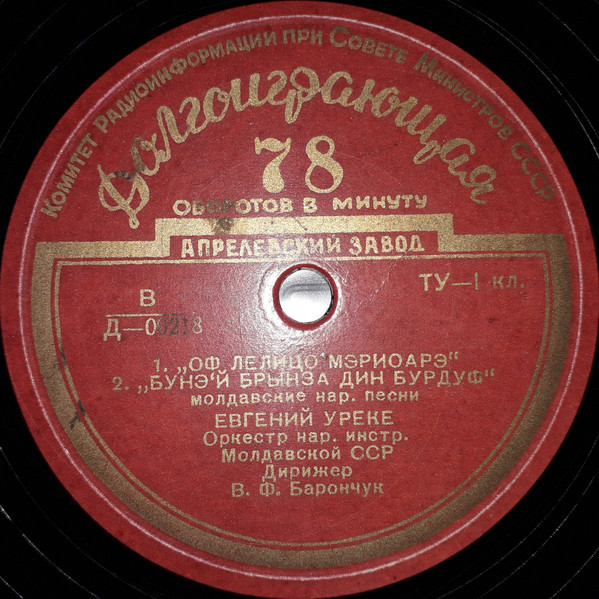 Комитет Радиоинформации при Совете Министров СССР
Долгоиграющая
78
ОБОРОТОВ В МИНУТУ
АПРЕЛЕВСКИЙ ЗАВОД
В
Д—00218
ТУ—1 кл.
1. „ОФ ЛЕЛИЦО МЭРИОАРЭ"
2. „БУНЭ'Й БРЫНЗА ДИН БУРДУФ"
молдавские нар. песни
ЕВГЕНИЙ УРЕКЕ
Оркестр нар. инстр.
Молдавской ССР
Дирижер
В. Ф. Барончук